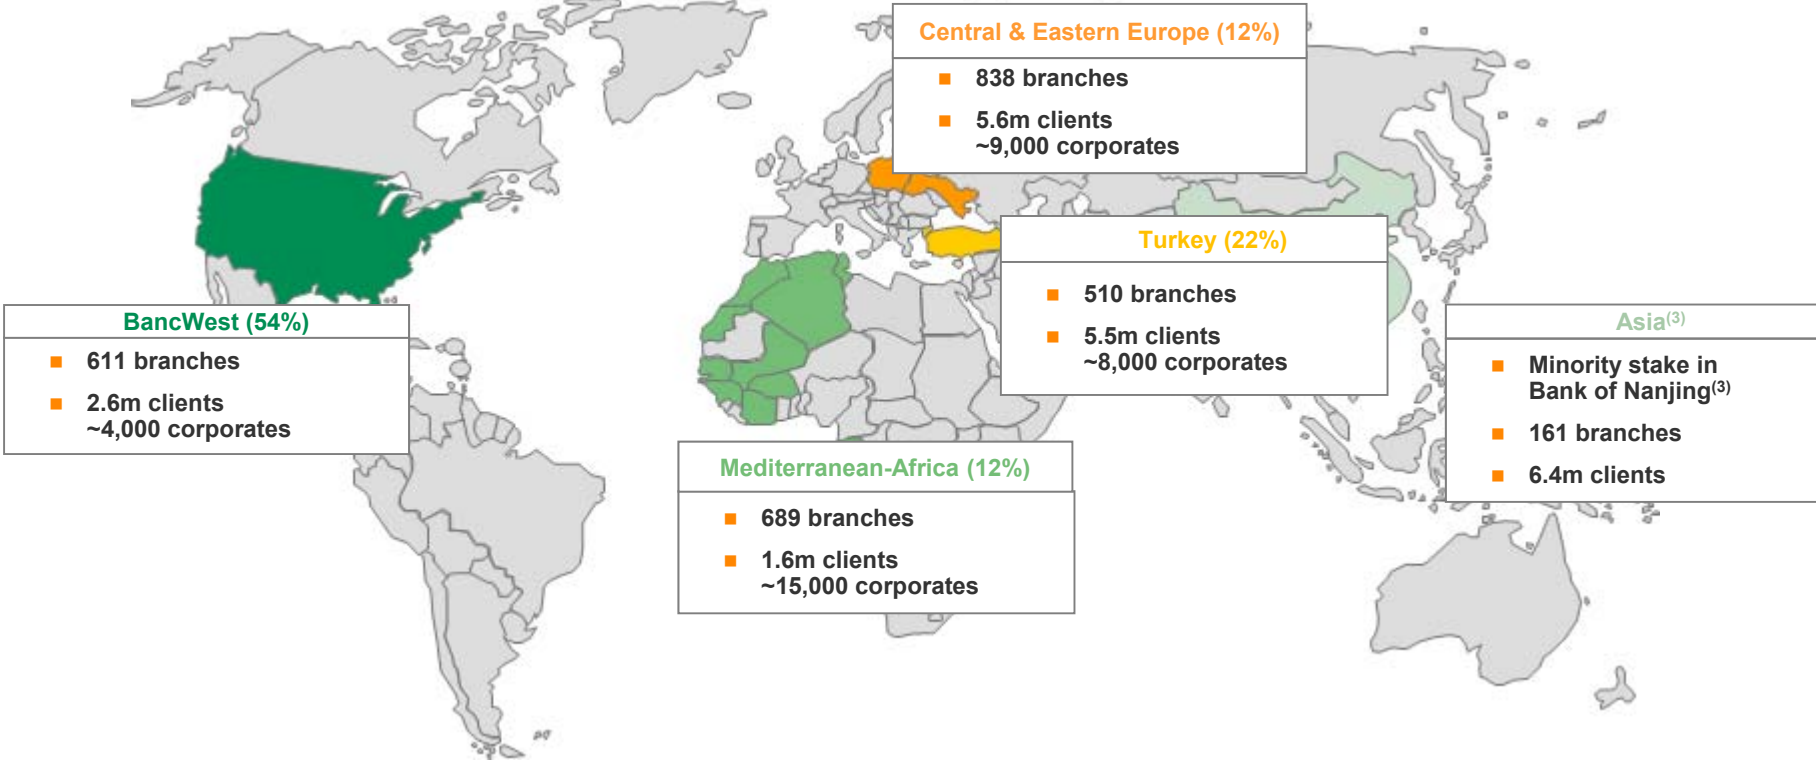 Central & Eastern Europe (12%)
838 branches
5.6m clients
~9,000 corporates
Turkey (22%)
510 branches
5.5m clients
~8,000 corporates
BancWest (54%)
611 branches
2.6m clients
~4,000 corporates
Asia(3)
Minority stake in
Bank of Nanjing(3)
161 branches
6.4m clients
Mediterranean-Africa (12%)
689 branches
1.6m clients
~15,000 corporates